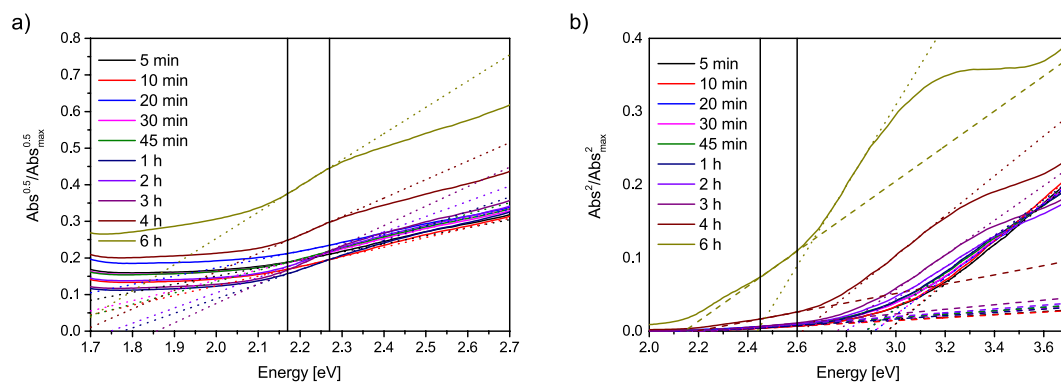 a)
0.8
0.7
0.6
0.5
0.4
0.3
0.2
0.1
0.0
Abs^0.5/Abs_max^0.5
5 min
10 min
20 min
30 min
45 min
1 h
2 h
3 h
4 h
6 h
1.7 1.8 1.9 2.0 2.1 2.2 2.3 2.4 2.5 2.6 2.7
Energy [eV]
b)
0.4
0.3
0.2
0.1
0.0
Abs^2/Abs_max^2
5 min
10 min
20 min
30 min
45 min
1 h
2 h
3 h
4 h
6 h
2.0 2.2 2.4 2.6 2.8 3.0 3.2 3.4 3.6
Energy [eV]